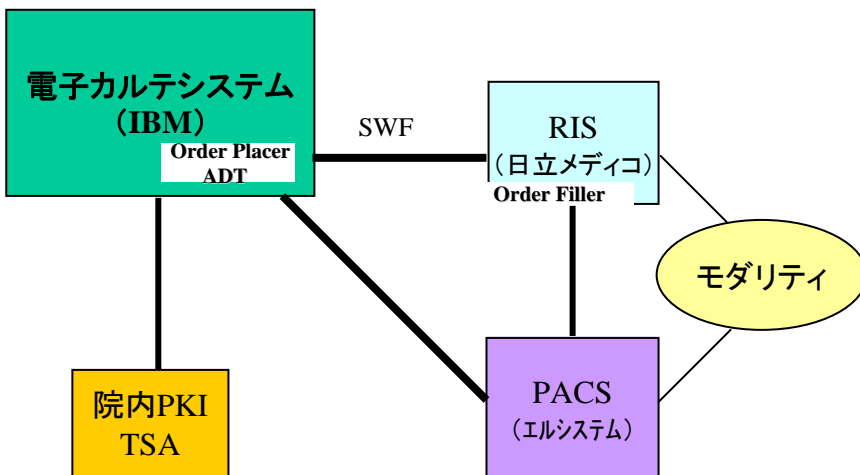 電子カルテシステム
（IBM）
Order Placer
ADT
SWF
RIS
（日立メディコ）
Order Filler
モダリティ
院内PKI
TSA
PACS
（エルシステム）